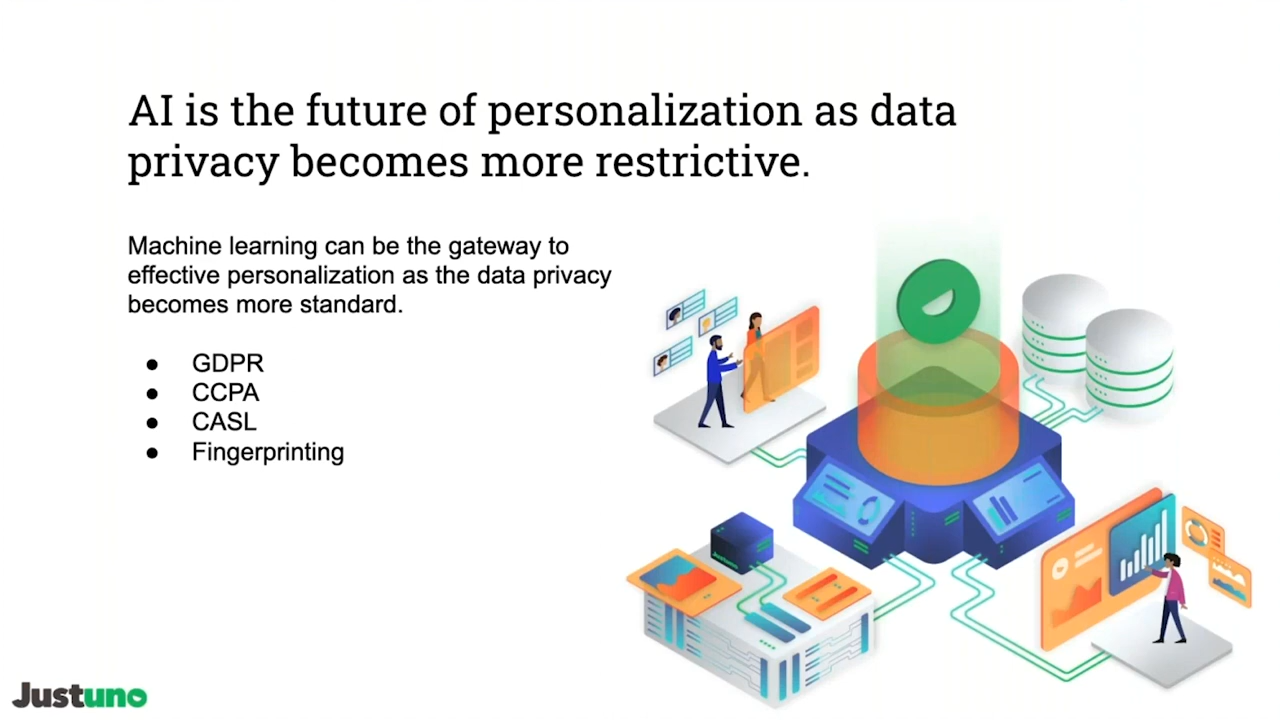 AI is the future of personalization as data
privacy becomes more restrictive.
Machine learning can be the gateway to
effective personalization as the data privacy
becomes more standard.
● GDPR
● CCPA
● CASL
● Fingerprinting
Justuno
Justuno